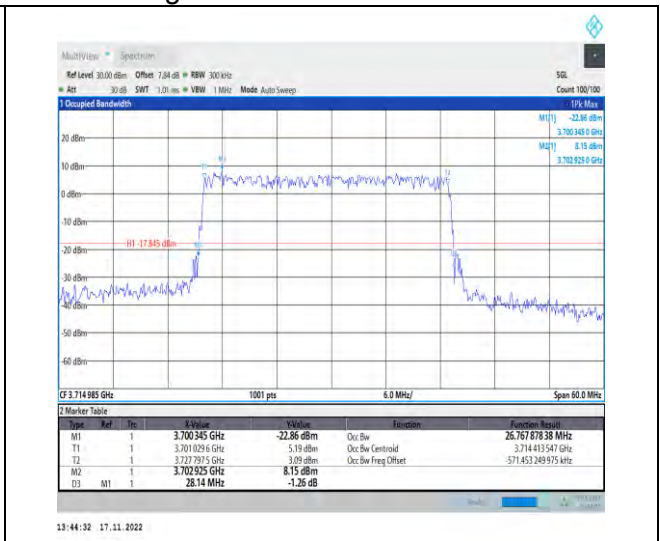 MultiView Spectrum
Ref Level 30.00 dBm Offset 7.84 dB RBW 300 kHz SGL
Att 30 dB SWT 1.01 ms VBW 1 MHz Mode Auto Sweep Count 100/100
1 Occupied Bandwidth 1Pk Max
M1[1] -22.86 dBm
3.700 345 0 GHz
M2[1] 8.15 dBm
3.702 925 0 GHz
20 dBm
10 dBm
0 dBm
-10 dBm
H1 -17.845 dBm
-20 dBm
-30 dBm
-40 dBm
-50 dBm
-60 dBm
CF 3.714 985 GHz 1001 pts 6.0 MHz/ Span 60.0 MHz
2 Marker Table
Type Ref Trc X-Value Y-Value Function Function Result
M1 1 3.700 345 GHz -22.86 dBm Occ Bw 26.767 878 38 MHz
T1 1 3.701 029 6 GHz 5.19 dBm Occ Bw Centroid 3.714 413 547 GHz
T2 1 3.727 797 5 GHz 3.09 dBm Occ Bw Freq Offset -571.453 249 975 kHz
M2 1 3.702 925 GHz 8.15 dBm
D3 M1 1 28.14 MHz -1.26 dB
13:44:32 17.11.2022